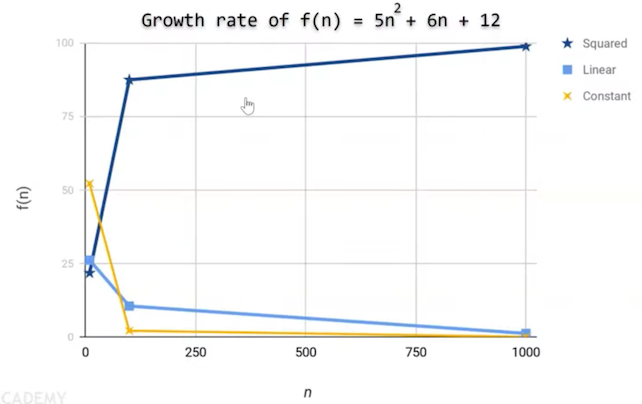 Growth rate of f(n) = 5n² + 6n + 12
100
75
50
25
0
f(n)
0
250
500
750
1000
n
Squared
Linear
Constant
CADEMY